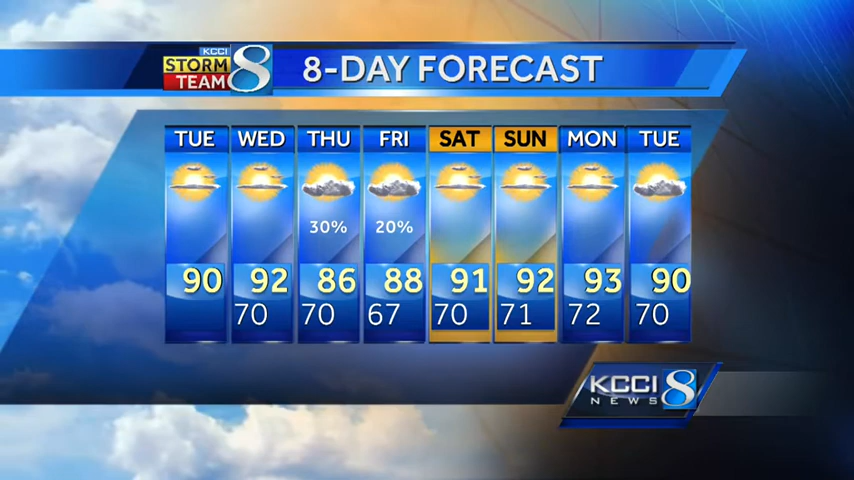 KCCI
STORM
TEAM 8
8-DAY FORECAST
TUE WED THU FRI SAT SUN MON TUE
30% 20%
90 92 86 88 91 92 93 90
70 70 67 70 71 72 70
KCCI 8
NEWS